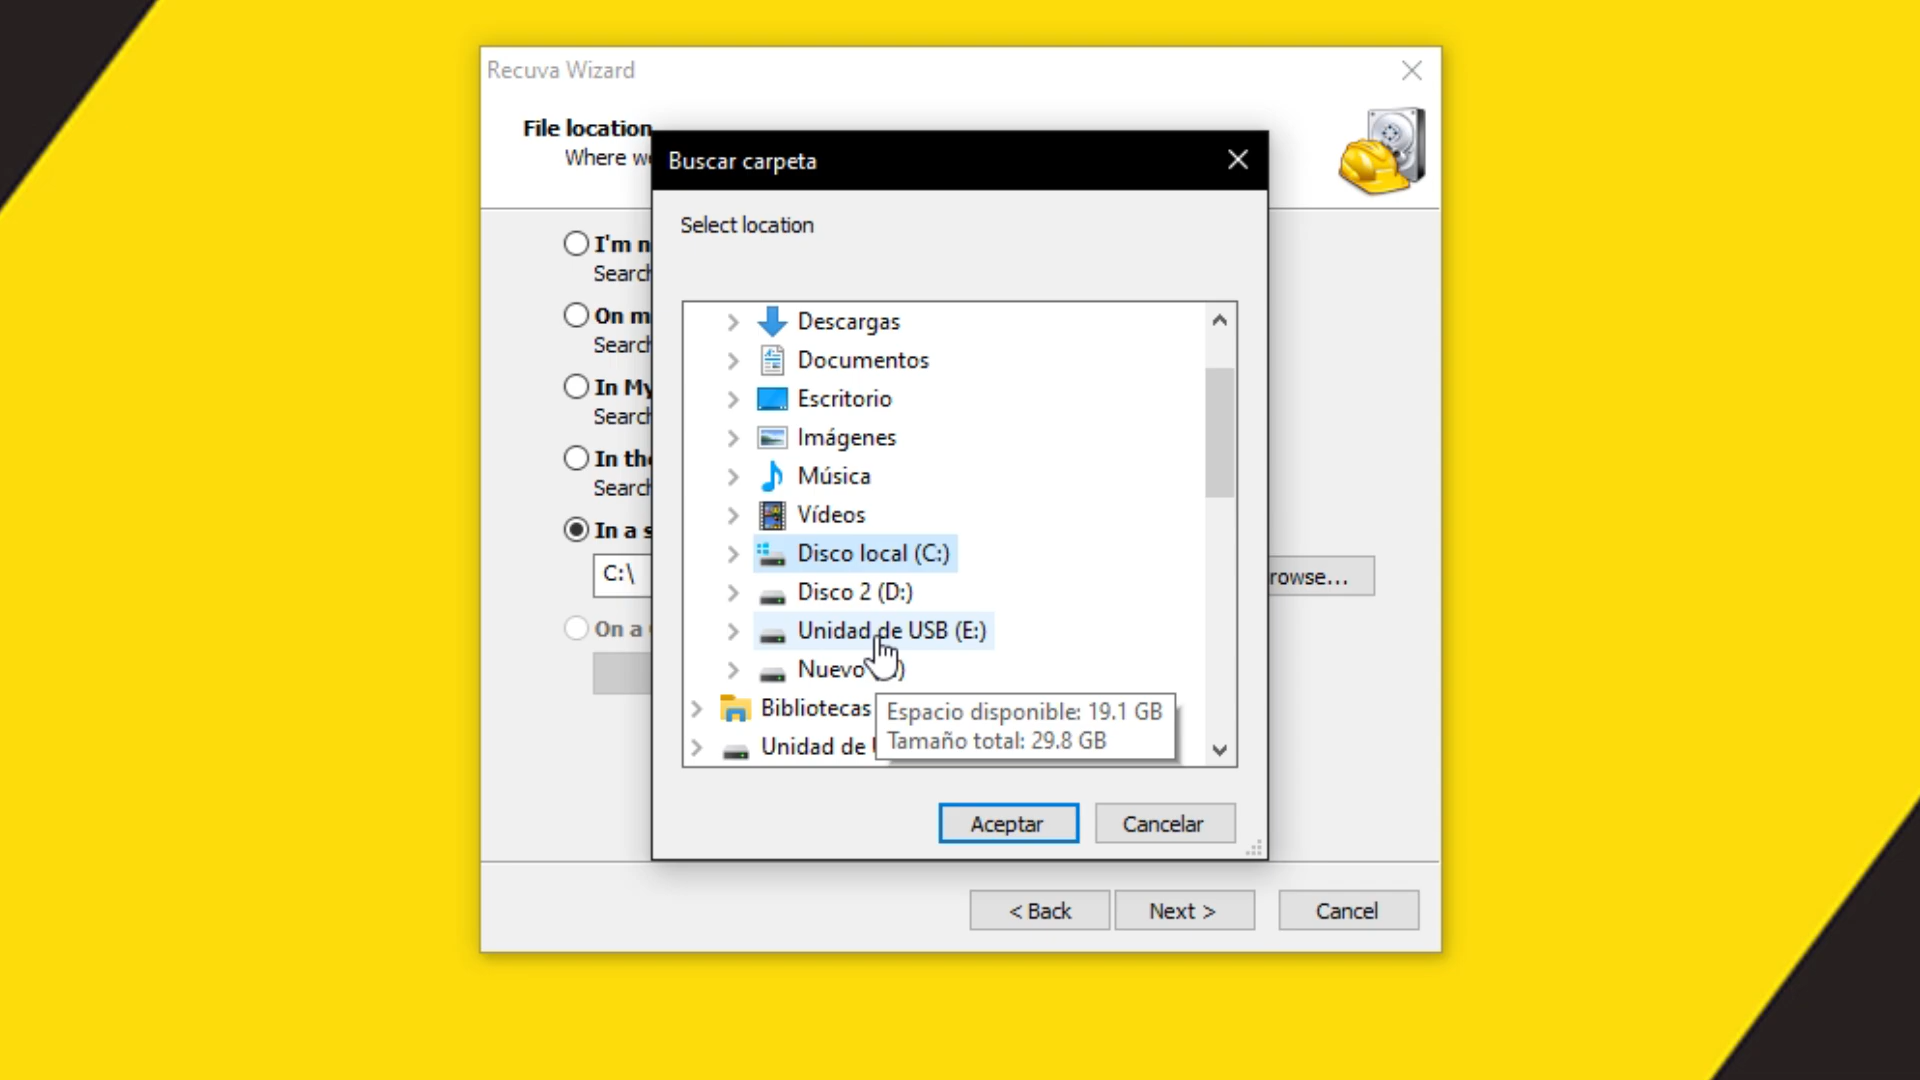 Recuva Wizard
File location
Where
Buscar carpeta
Select location
I'm
Search
On
Search
In My
Search
In the
Search
In a
C:\
rowse...
On a
Descargas
Documentos
Escritorio
Imágenes
Música
Vídeos
Disco local (C:)
Disco 2 (D:)
Unidad de USB (E:)
Nuevo
Bibliotecas
Unidad de
Espacio disponible: 19.1 GB
Tamaño total: 29.8 GB
Aceptar
Cancelar
< Back
Next >
Cancel